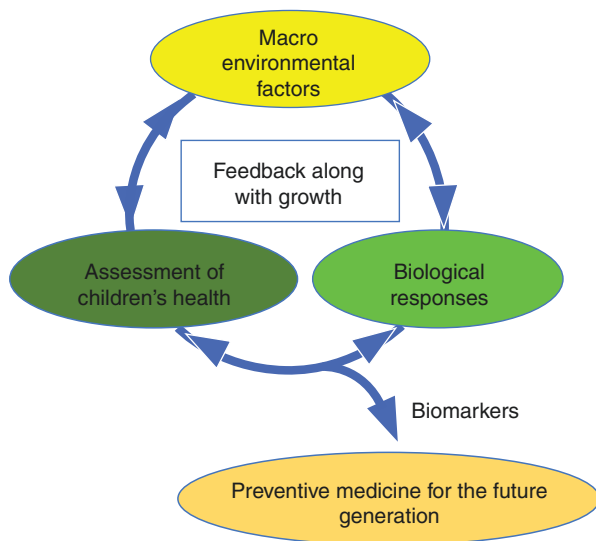 Macro
environmental
factors
Feedback along
with growth
Assessment of
children's health
Biological
responses
Biomarkers
Preventive medicine for the future
generation